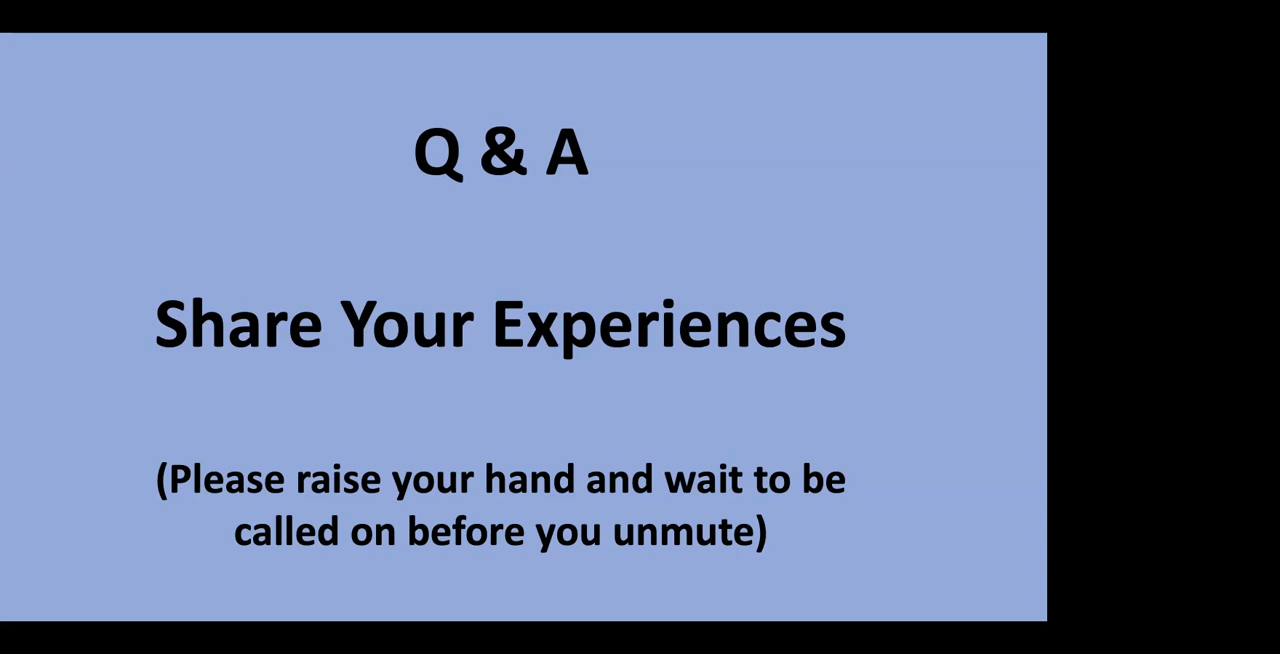 Q & A
Share Your Experiences
(Please raise your hand and wait to be
called on before you unmute)